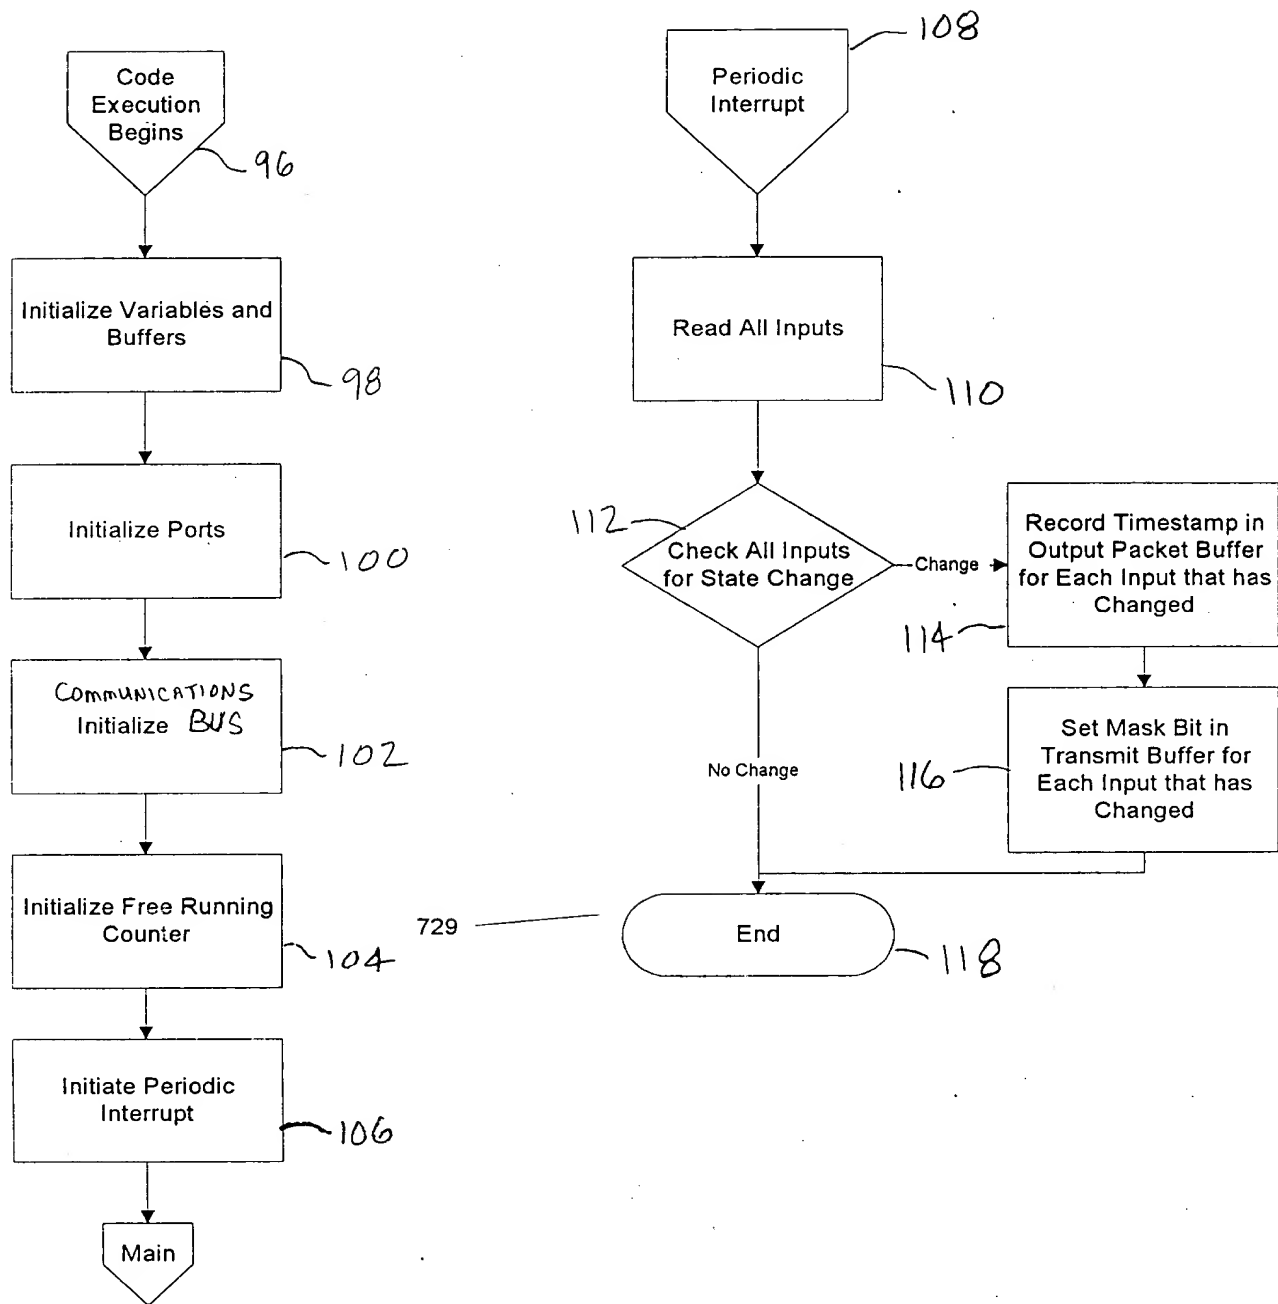 Code
Execution
Begins
96
Initialize Variables and
Buffers
98
Initialize Ports
100
COMMUNICATIONS
Initialize BUS
102
Initialize Free Running
Counter
104
Initiate Periodic
Interrupt
106
Main
108
Periodic
Interrupt
Read All Inputs
110
112
Check All Inputs
for State Change
Change
Record Timestamp in
Output Packet Buffer
for Each Input that has
Changed
114
Set Mask Bit in
Transmit Buffer for
Each Input that has
Changed
116
No Change
729
End
118